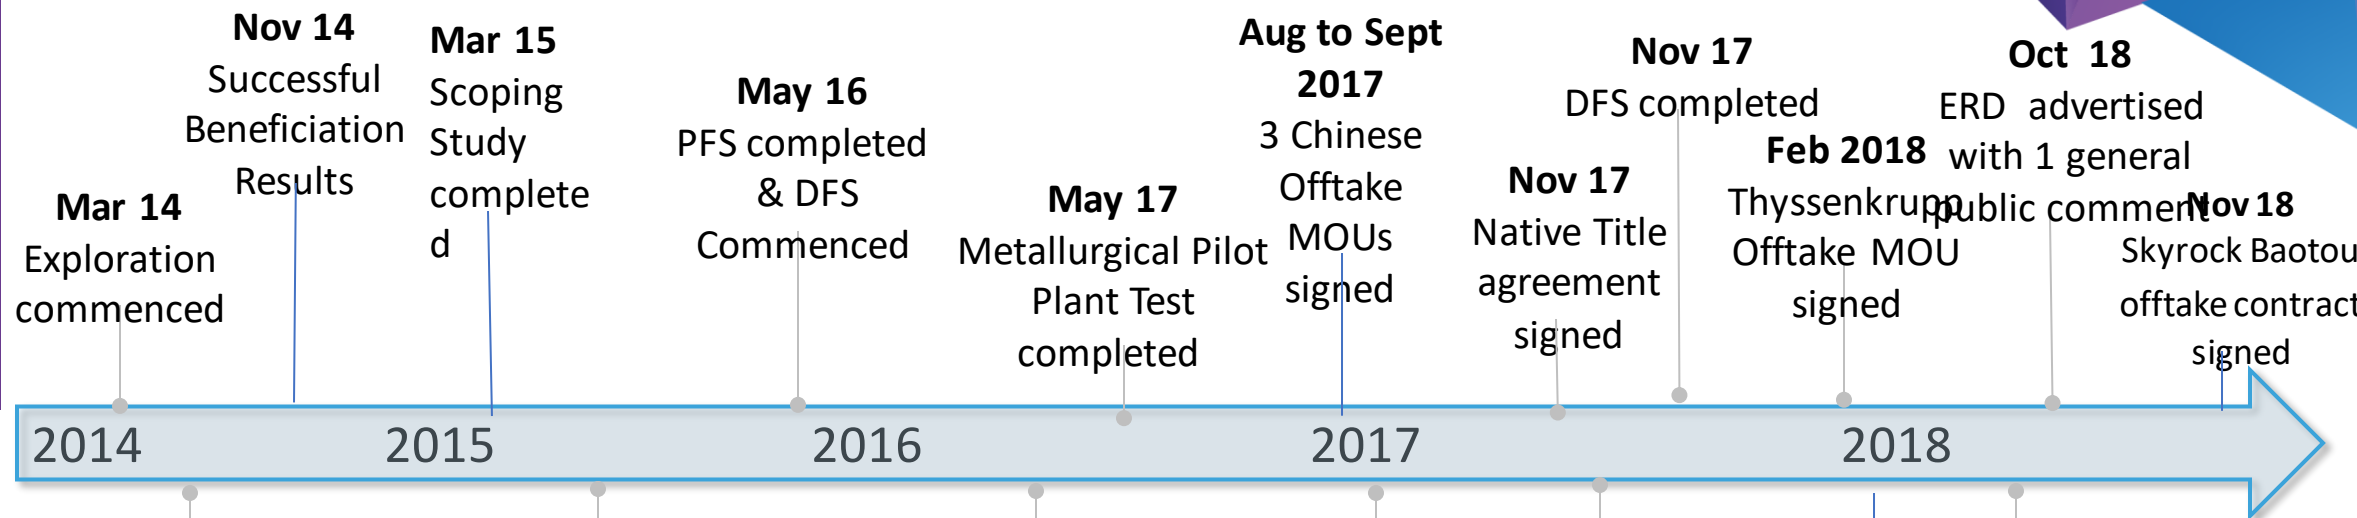 Mar 14
Exploration
commenced
Nov 14
Successful
Beneficiation
Results
Mar 15
Scoping
Study
complete
d
May 16
PFS completed
& DFS
Commenced
May 17
Metallurgical Pilot
Plant Test
completed
Aug to Sept
2017
3 Chinese
Offtake
MOUs
signed
Nov 17
Native Title
agreement
signed
Nov 17
DFS completed
Feb 2018
Thyssenkrupp
Offtake MOU
signed
Oct 18
ERD advertised
with 1 general
public comment
Nov 18
Skyrock Baotou
offtake contract
signed
2014
2015
2016
2017
2018